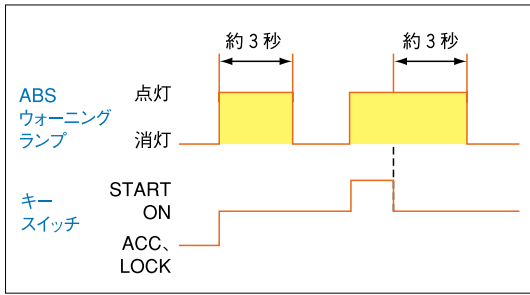 約3秒
約3秒
ABS
ウォーニング
ランプ
点灯
消灯
キー
スイッチ
START
ON
ACC、
LOCK